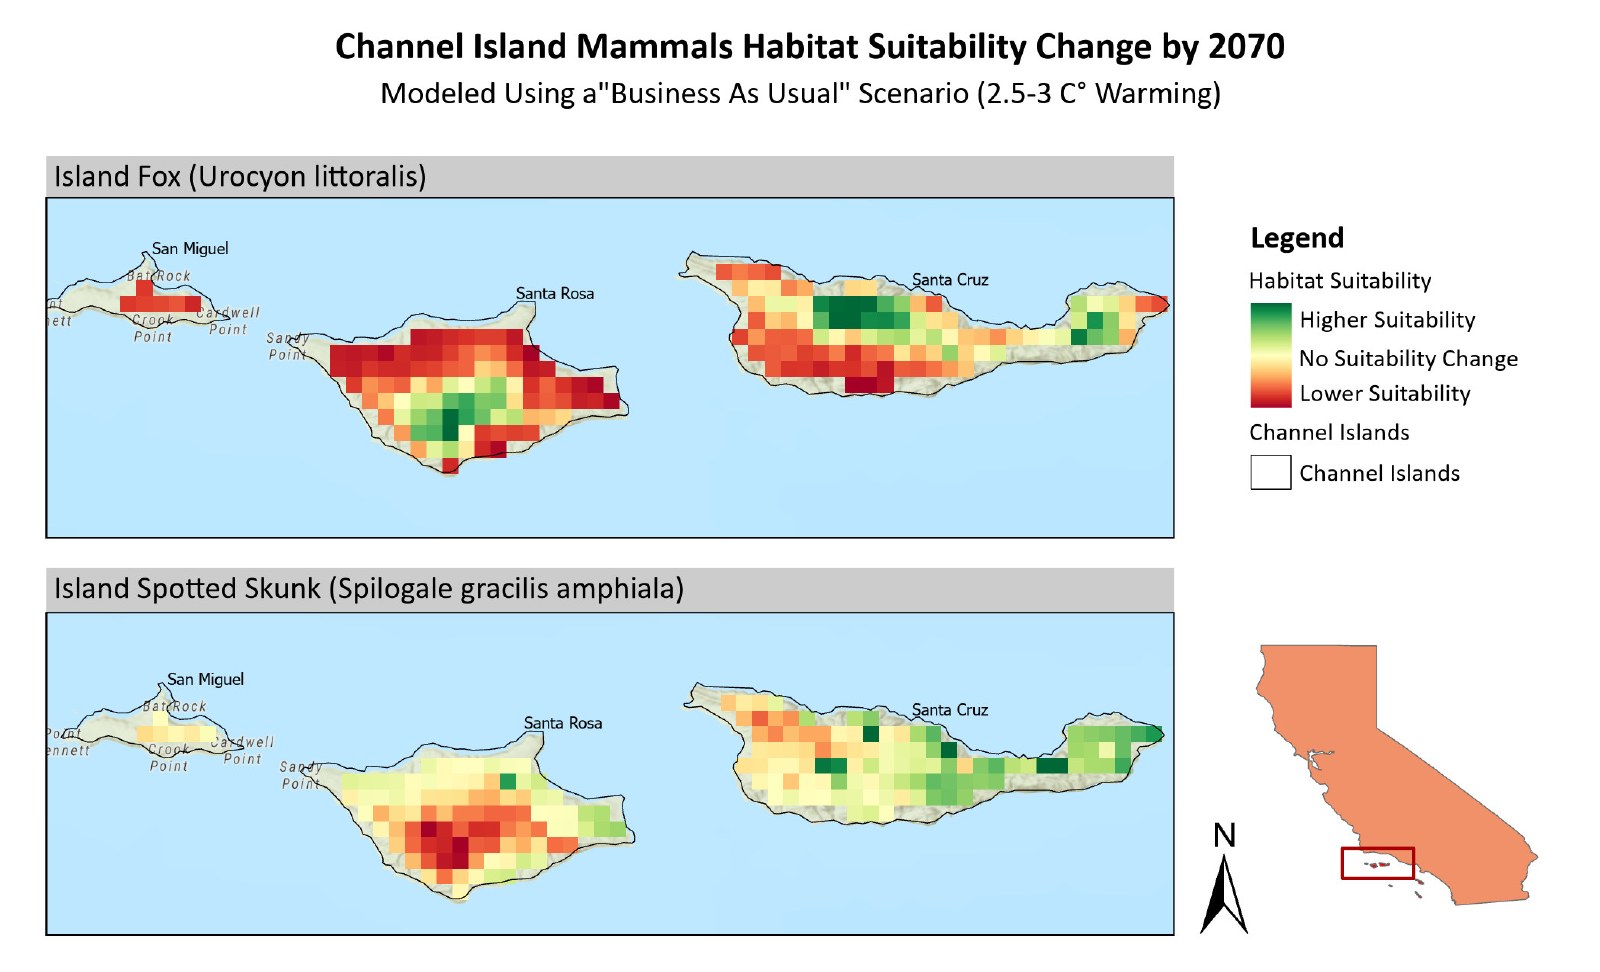 Channel Island Mammals Habitat Suitability Change by 2070
Modeled Using a"Business As Usual" Scenario (2.5-3 C° Warming)
Island Fox (Urocyon littoralis)
San Miguel
Bat Rock
Cardwell
Point
Crook
Point
Sandy
Point
Santa Rosa
Santa Cruz
Legend
Habitat Suitability
Higher Suitability
No Suitability Change
Lower Suitability
Channel Islands
Channel Islands
Island Spotted Skunk (Spilogale gracilis amphiala)
San Miguel
Bat Rock
Point
ennett
Crook
Point
Cardwell
Point
Sandy
Point
Santa Rosa
Santa Cruz
N